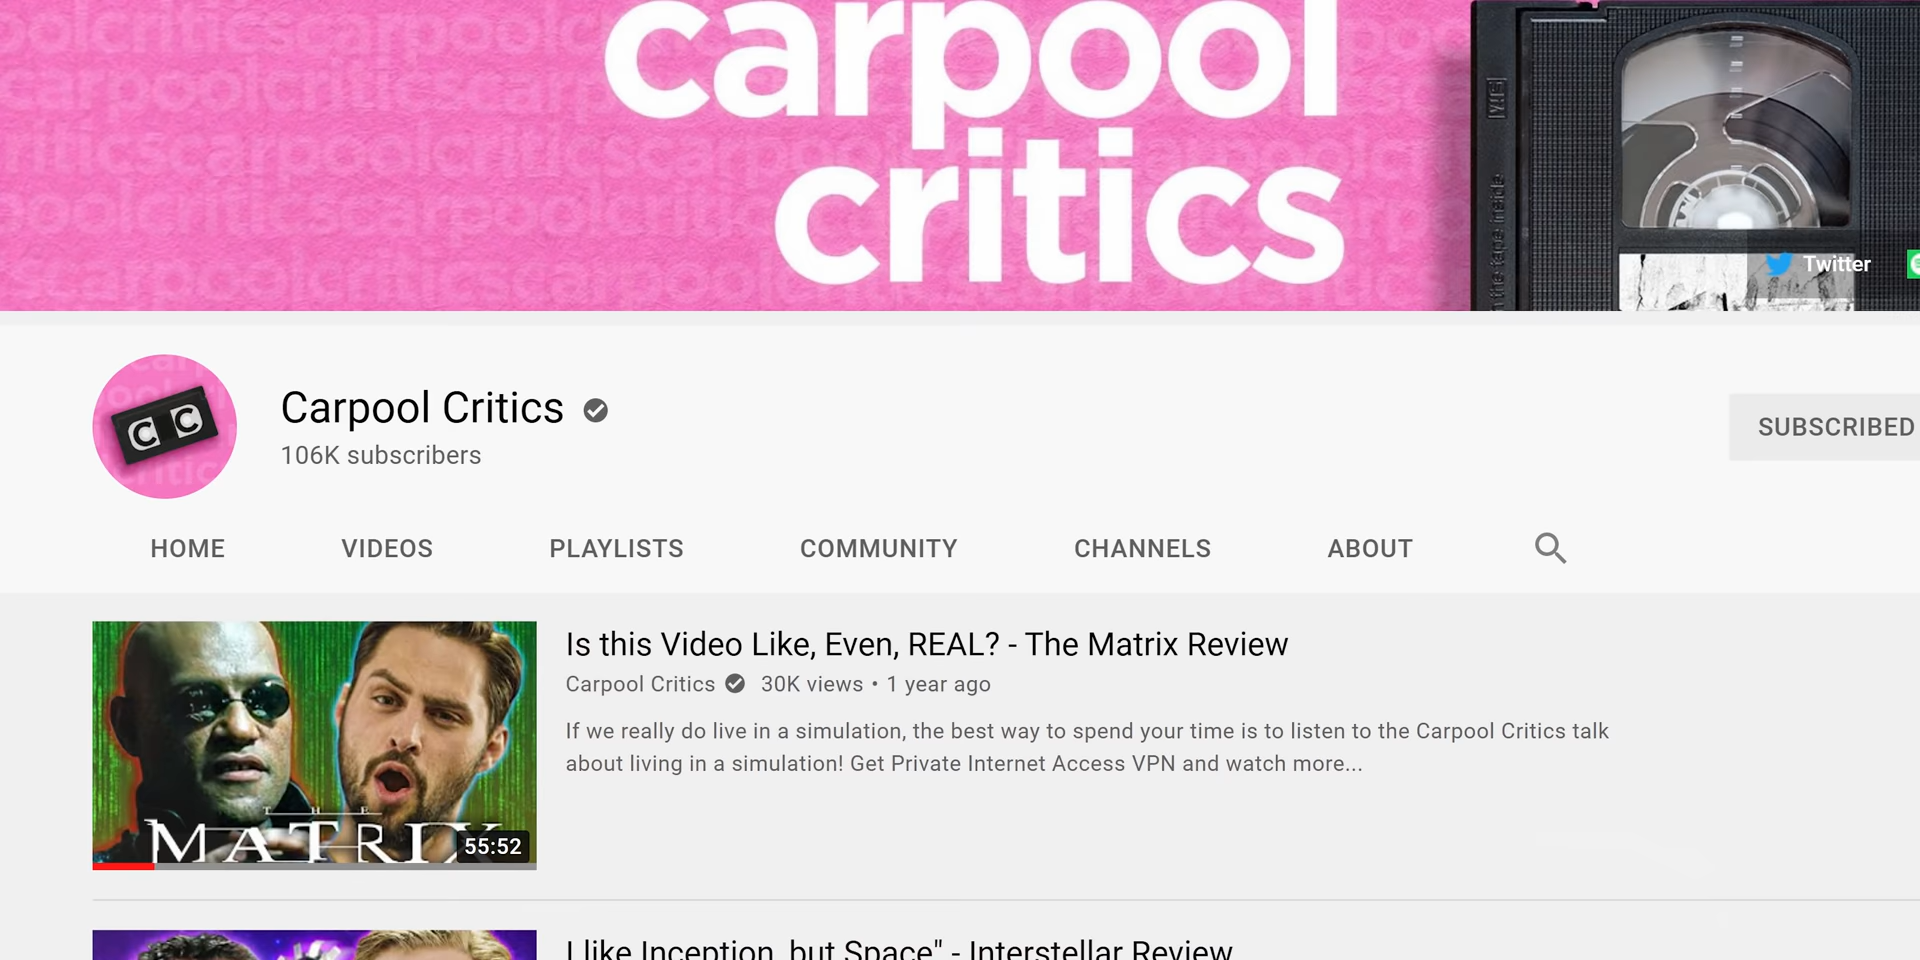 carpool
critics
VHS
Twitter
CC
Carpool Critics
106K subscribers
SUBSCRIBED
HOME VIDEOS PLAYLISTS COMMUNITY CHANNELS ABOUT
THE
MATRIX
55:52
Is this Video Like, Even, REAL? - The Matrix Review
Carpool Critics 30K views • 1 year ago
If we really do live in a simulation, the best way to spend your time is to listen to the Carpool Critics talk
about living in a simulation! Get Private Internet Access VPN and watch more...
I like Inception, but Space" - Interstellar Review